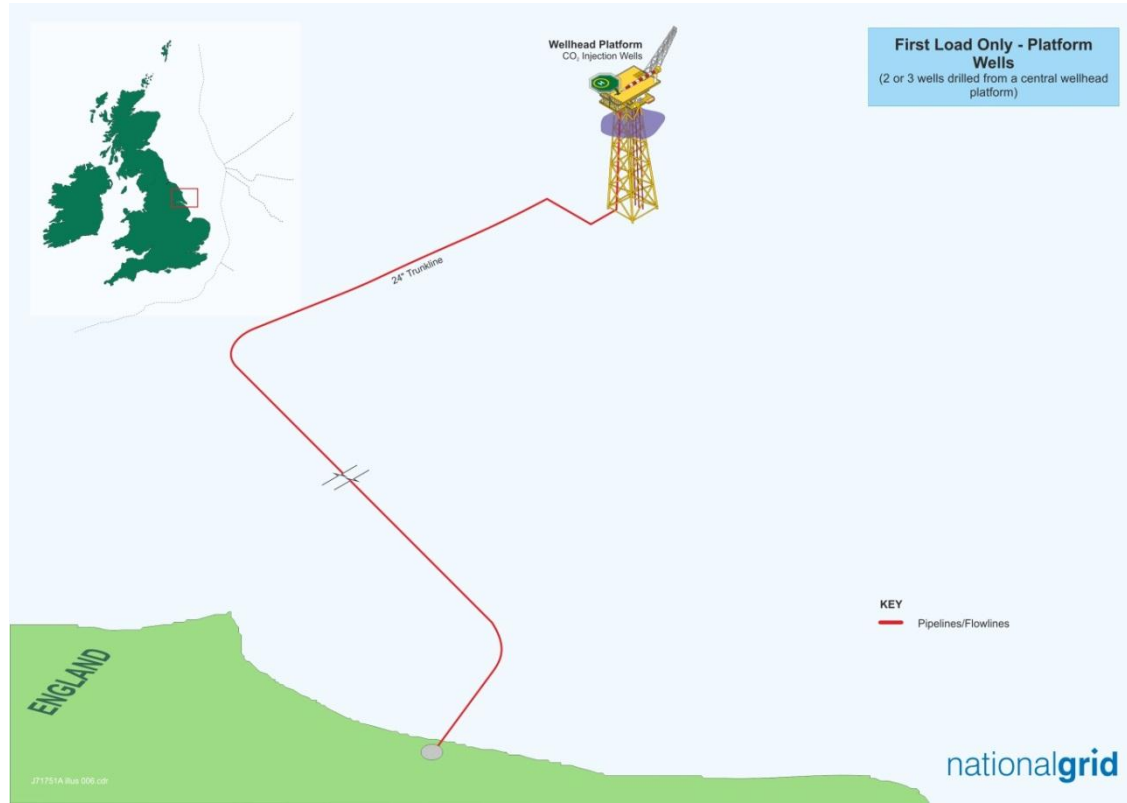 Wellhead Platform
CO₂ Injection Wells
First Load Only - Platform
Wells
(2 or 3 wells drilled from a central wellhead
platform)
24" Trunkline
KEY
Pipelines/Flowlines
ENGLAND
J71751A illus 006.cdr
nationalgrid